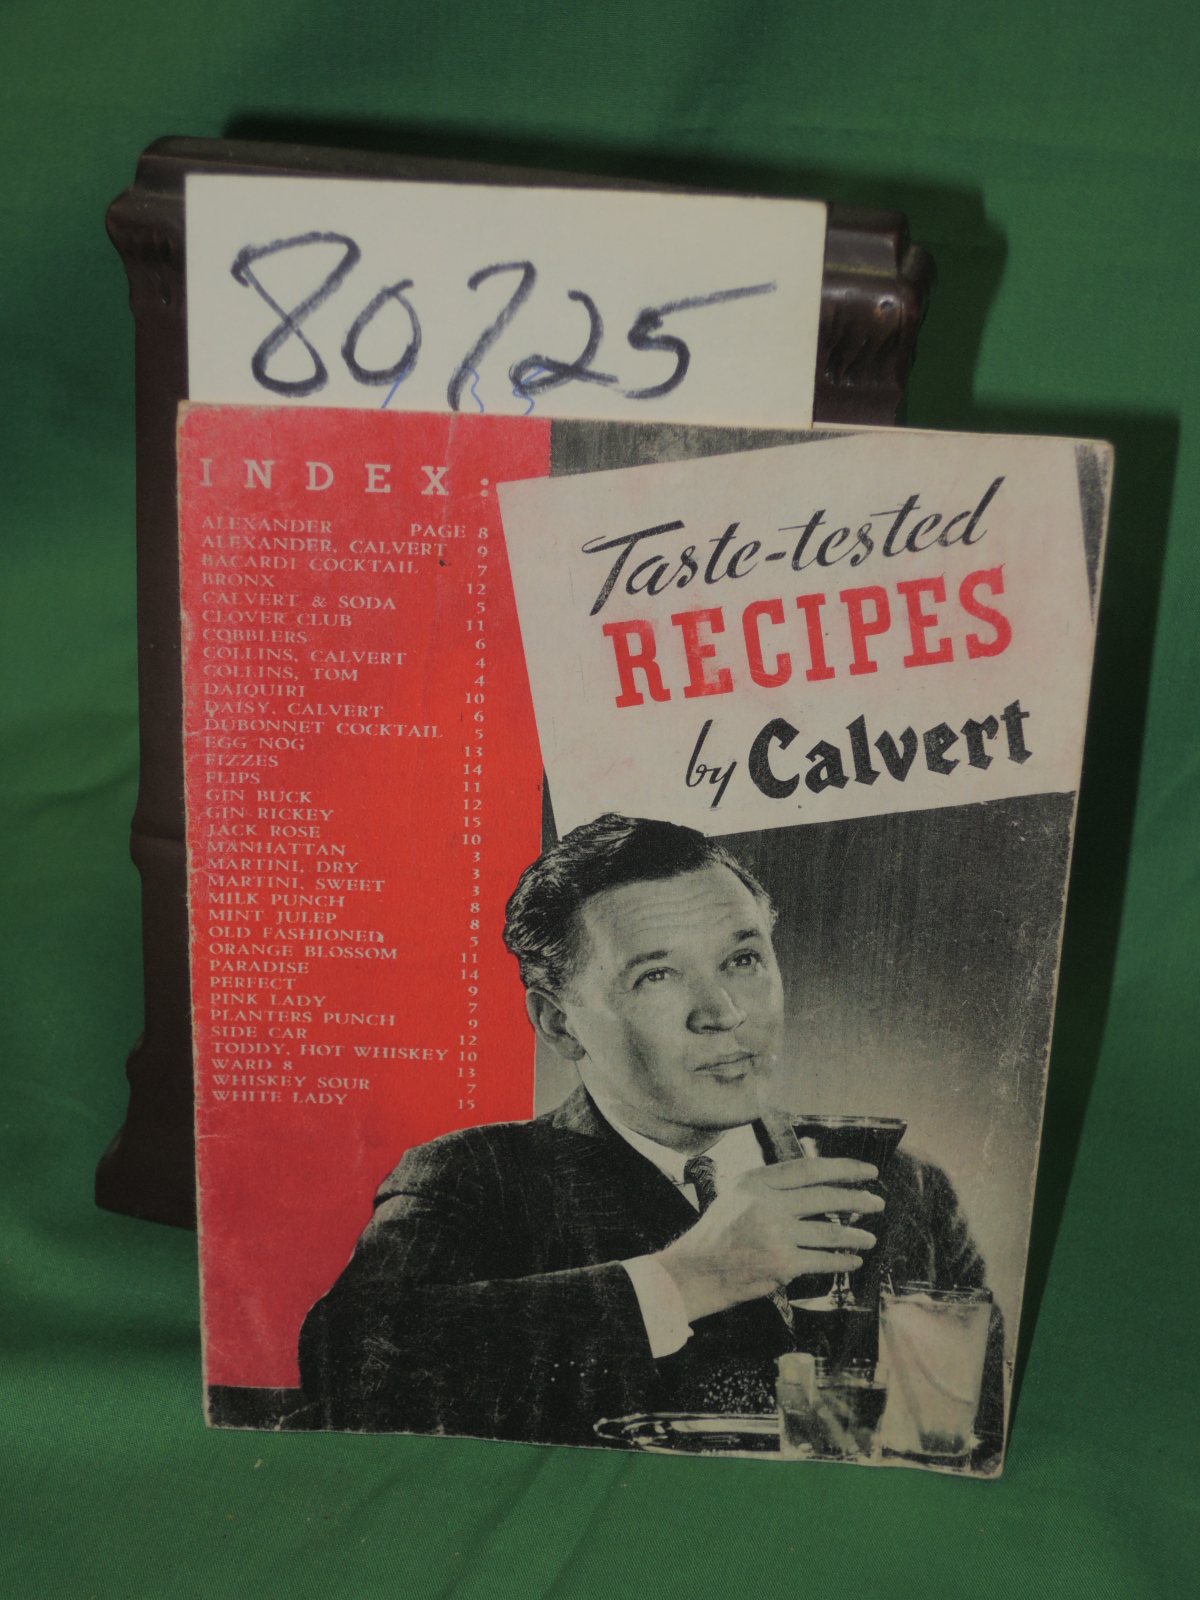 80725
INDEX:
ALEXANDER PAGE 8
ALEXANDER, CALVERT 9
BACARDI COCKTAIL 7
BRONX 12
CALVERT & SODA 5
CLOVER CLUB 11
COBBLERS 6
COLLINS, CALVERT 4
COLLINS, TOM 4
DAIQUIRI 10
DAISY, CALVERT 6
DUBONNET COCKTAIL 5
EGG NOG 13
FIZZES 14
FLIPS 11
GIN BUCK 12
GIN RICKEY 15
JACK ROSE 10
MANHATTAN 3
MARTINI, DRY 3
MARTINI, SWEET 3
MILK PUNCH 8
MINT JULEP 8
OLD FASHIONED 5
ORANGE BLOSSOM 11
PARADISE 14
PERFECT 9
PINK LADY 7
PLANTERS PUNCH 9
SIDE CAR 12
TODDY, HOT WHISKEY 10
WARD 8 13
WHISKEY SOUR 7
WHITE LADY 15
Taste-tested
RECIPES
by Calvert